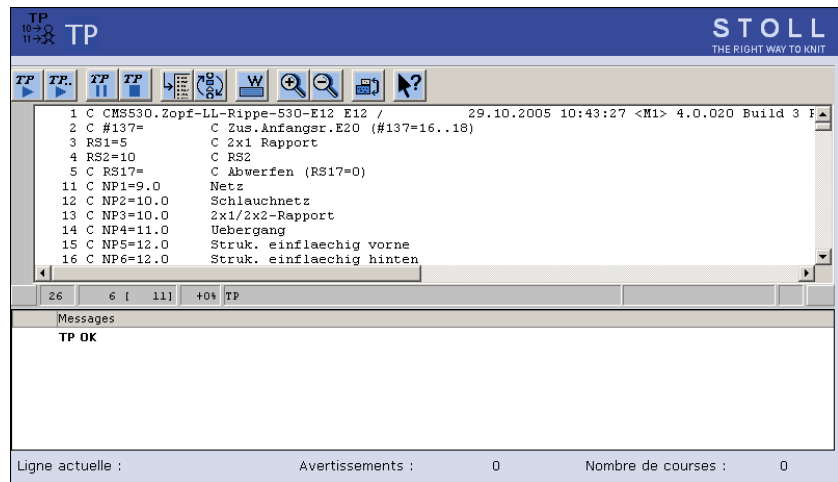 TP
10→
11→
TP
STOLL
THE RIGHT WAY TO KNIT
TP TP.. TP TP W ?
1 C CMS530.Zopf-LL-Rippe-530-E12 E12 / 29.10.2005 10:43:27 <M1> 4.0.020 Build 3
2 C #137= C Zus.Anfangsr.E20 (#137=16..18)
3 RS1=5 C 2x1 Rapport
4 RS2=10 C RS2
5 C RS17= C Abwerfen (RS17=0)
11 C NP1=9.0 Netz
12 C NP2=10.0 Schlauchnetz
13 C NP3=10.0 2x1/2x2-Rapport
14 C NP4=11.0 Uebergang
15 C NP5=12.0 Struk. einflaechig vorne
16 C NP6=12.0 Struk. einflaechig hinten
26 6 [ 11] +0% TP
Messages
TP OK
Ligne actuelle : Avertissements : 0 Nombre de courses : 0